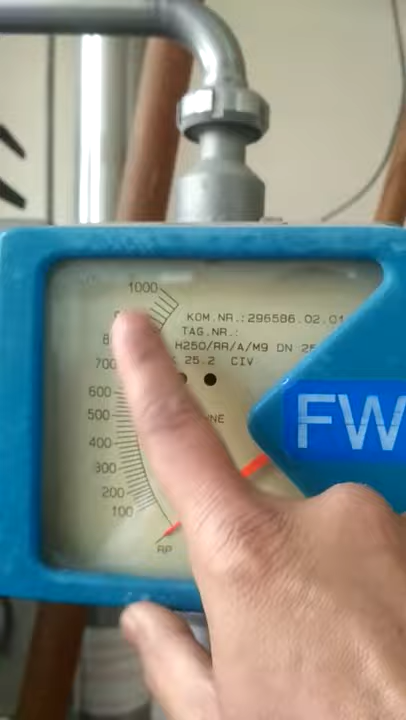 1000
KOM.NR.:296586.02.01
TAG.NR.:
H250/RR/A/M9 DN 25
700
25.2 CIV
600
FW
500
400
300
200
100
RP